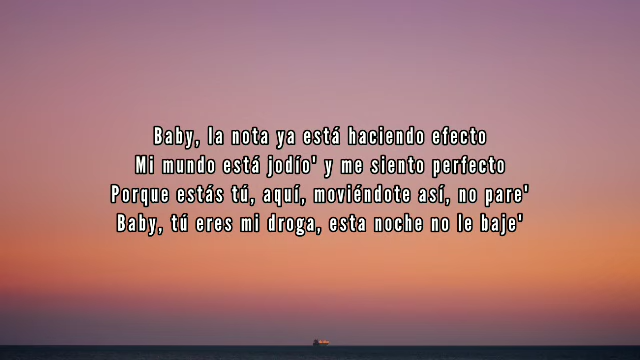 Baby, la nota ya está haciendo efecto
Mi mundo está jodío' y me siento perfecto
Porque estás tú, aquí, moviéndote así, no pare'
Baby, tú eres mi droga, esta noche no le baje'